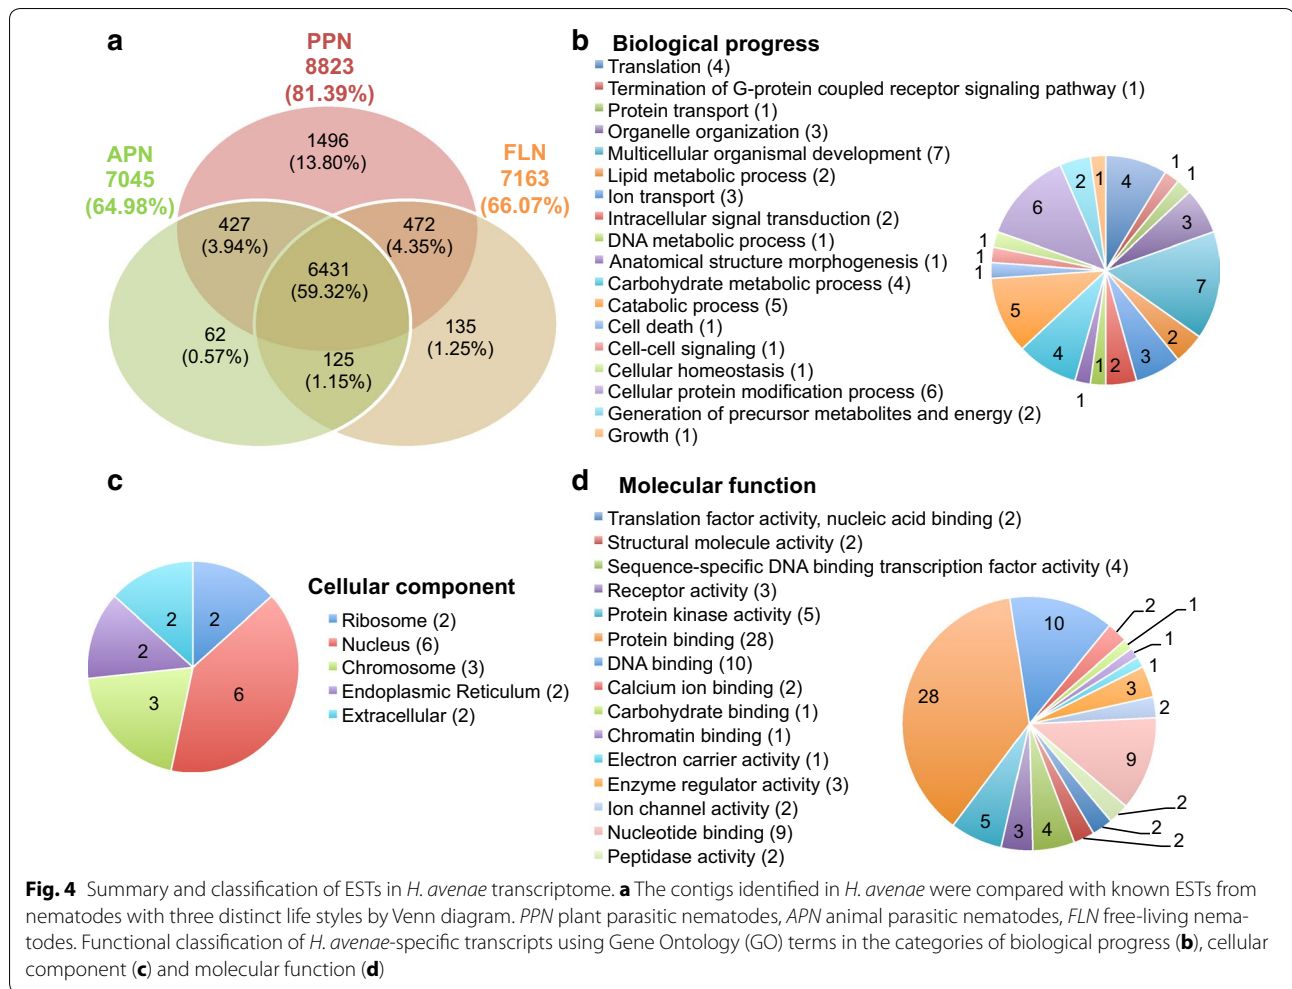 a
PPN
8823
(81.39%)
APN
7045
(64.98%)
FLN
7163
(66.07%)
1496
(13.80%)
427
(3.94%)
472
(4.35%)
6431
(59.32%)
62
(0.57%)
135
(1.25%)
125
(1.15%)
b Biological progress
Translation (4)
Termination of G-protein coupled receptor signaling pathway (1)
Protein transport (1)
Organelle organization (3)
Multicellular organismal development (7)
Lipid metabolic process (2)
Ion transport (3)
Intracellular signal transduction (2)
DNA metabolic process (1)
Anatomical structure morphogenesis (1)
Carbohydrate metabolic process (4)
Catabolic process (5)
Cell death (1)
Cell-cell signaling (1)
Cellular homeostasis (1)
Cellular protein modification process (6)
Generation of precursor metabolites and energy (2)
Growth (1)
4
1
1
3
7
2
3
2
1
1
4
5
1
1
1
6
2
1
c
2
6
3
2
2
Cellular component
Ribosome (2)
Nucleus (6)
Chromosome (3)
Endoplasmic Reticulum (2)
Extracellular (2)
d Molecular function
Translation factor activity, nucleic acid binding (2)
Structural molecule activity (2)
Sequence-specific DNA binding transcription factor activity (4)
Receptor activity (3)
Protein kinase activity (5)
Protein binding (28)
DNA binding (10)
Calcium ion binding (2)
Carbohydrate binding (1)
Chromatin binding (1)
Electron carrier activity (1)
Enzyme regulator activity (3)
Ion channel activity (2)
Nucleotide binding (9)
Peptidase activity (2)
10
2
1
1
1
3
2
9
2
2
2
4
3
5
28
Fig. 4 Summary and classification of ESTs in H. avenae transcriptome. a The contigs identified in H. avenae were compared with known ESTs from
nematodes with three distinct life styles by Venn diagram. PPN plant parasitic nematodes, APN animal parasitic nematodes, FLN free-living nema-
todes. Functional classification of H. avenae-specific transcripts using Gene Ontology (GO) terms in the categories of biological progress (b), cellular
component (c) and molecular function (d)